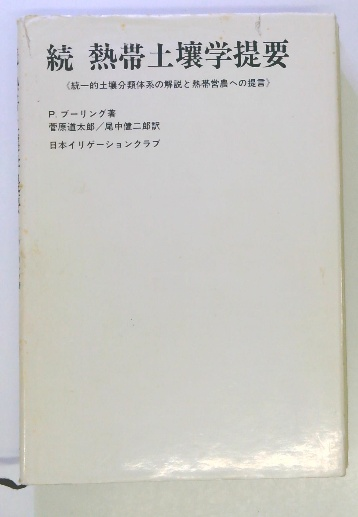 続 熱帯土壌学提要
《統一的土壌分類体系の解説と熱帯営農への提言》
P. ブーリング著
菅原道太郎／尾中健二郎訳
日本イリゲーションクラブ